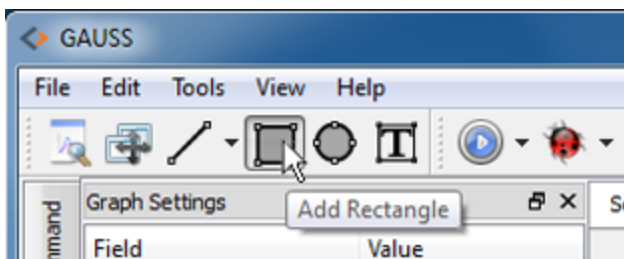 GAUSS
File Edit Tools View Help
T
Graph Settings
Add Rectangle
Field Value